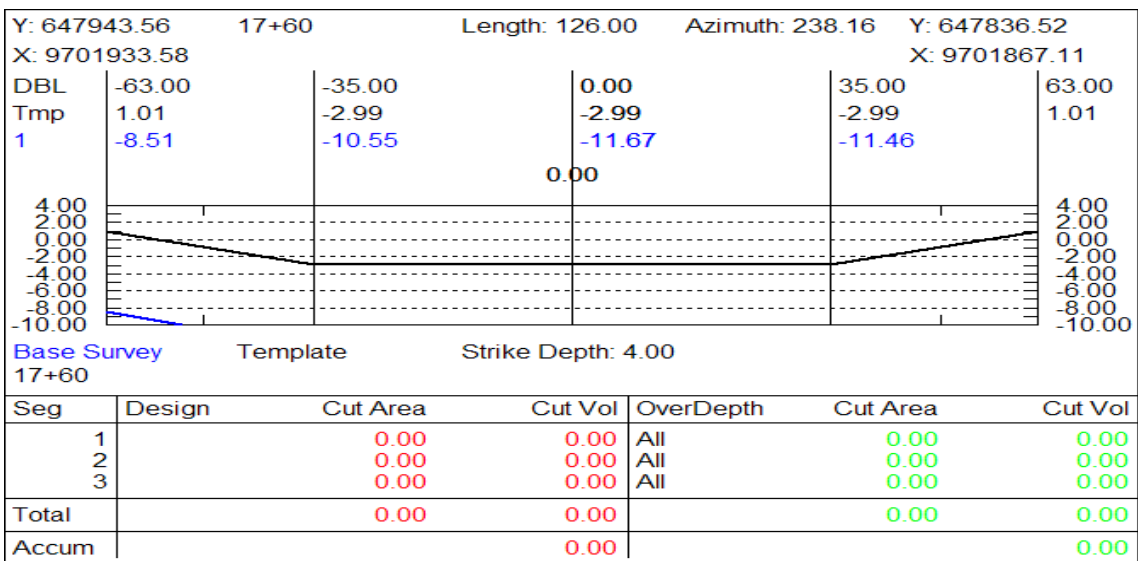 Y: 647943.56 17+60 Length: 126.00 Azimuth: 238.16 Y: 647836.52
X: 9701933.58 X: 9701867.11
DBL -63.00 -35.00 0.00 35.00 63.00
Tmp 1.01 -2.99 -2.99 -2.99 1.01
1 -8.51 -10.55 -11.67 -11.46
0.00
4.00 4.00
2.00 2.00
0.00 0.00
-2.00 -2.00
-4.00 -4.00
-6.00 -6.00
-8.00 -8.00
-10.00 -10.00
Base Survey Template Strike Depth: 4.00
17+60
Seg Design Cut Area Cut Vol OverDepth Cut Area Cut Vol
1 0.00 0.00 All 0.00 0.00
2 0.00 0.00 All 0.00 0.00
3 0.00 0.00 All 0.00 0.00
Total 0.00 0.00 0.00 0.00
Accum 0.00 0.00